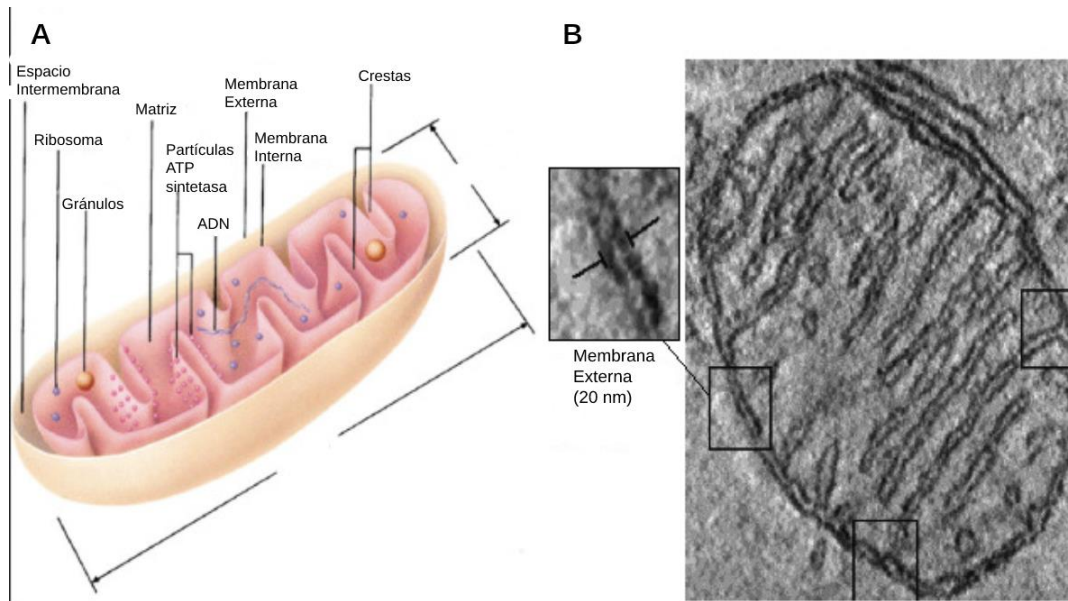 A
B
Espacio
Intermembrana
Ribosoma
Gránulos
Matriz
Partículas
ATP
sintetasa
ADN
Membrana
Externa
Membrana
Interna
Crestas
Membrana
Externa
(20 nm)